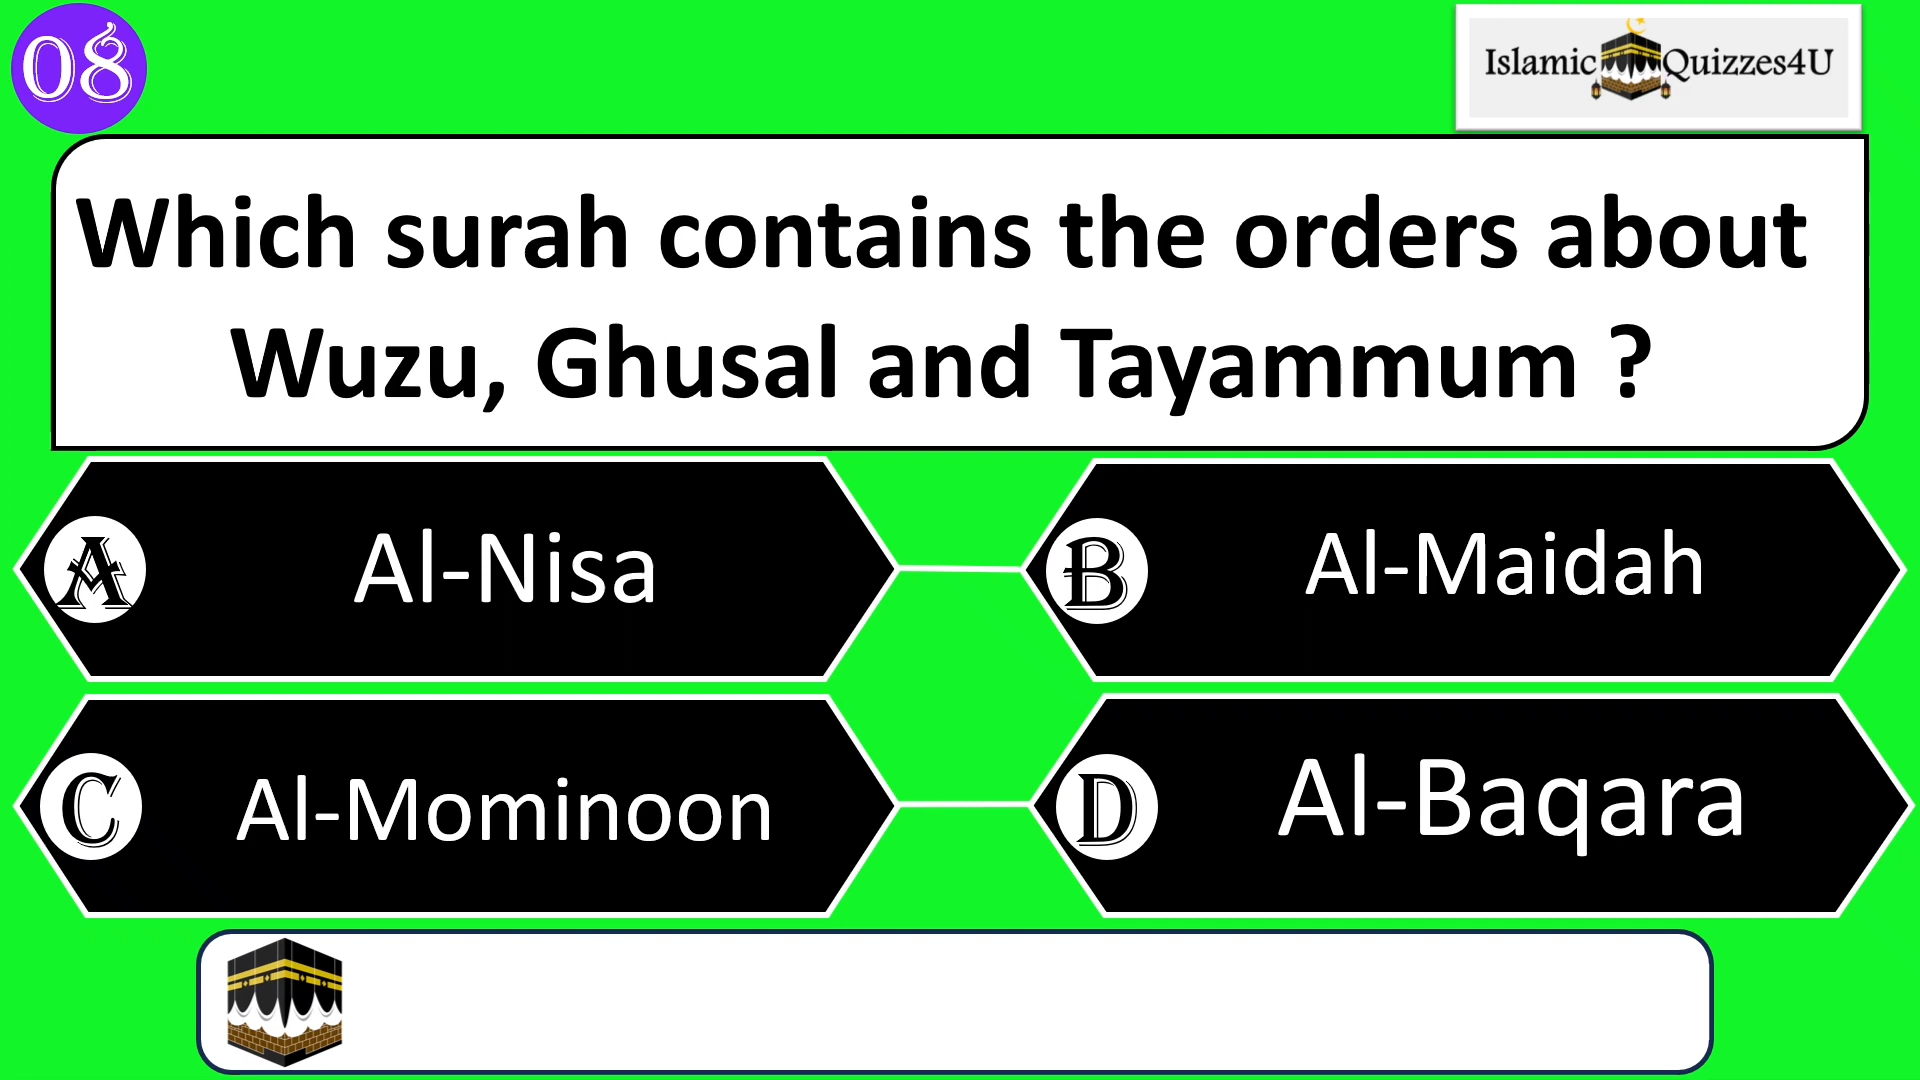 08
Islamic Quizzes4U
Which surah contains the orders about
Wuzu, Ghusal and Tayammum ?
A Al-Nisa
B Al-Maidah
C Al-Mominoon
D Al-Baqara